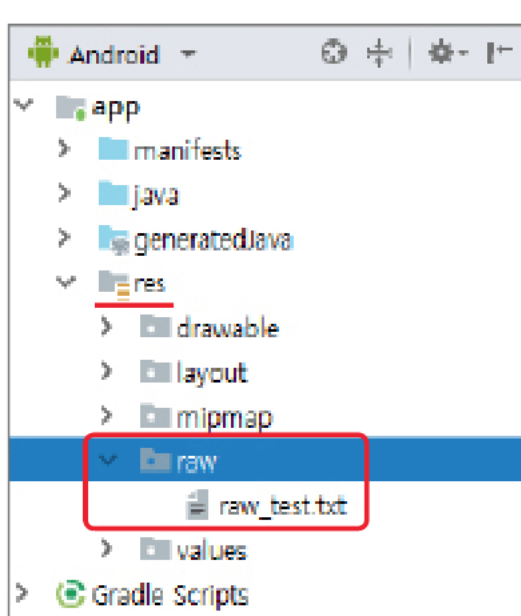 Android
app
manifests
java
generatedJava
res
drawable
layout
mipmap
raw
raw_test.txt
values
Gradle Scripts